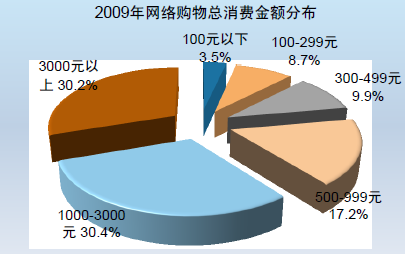 2009年网络购物总消费金额分布
100元以下
3.5%
100-299元
8.7%
300-499元
9.9%
500-999元
17.2%
1000-3000
元 30.4%
3000元以
上 30.2%